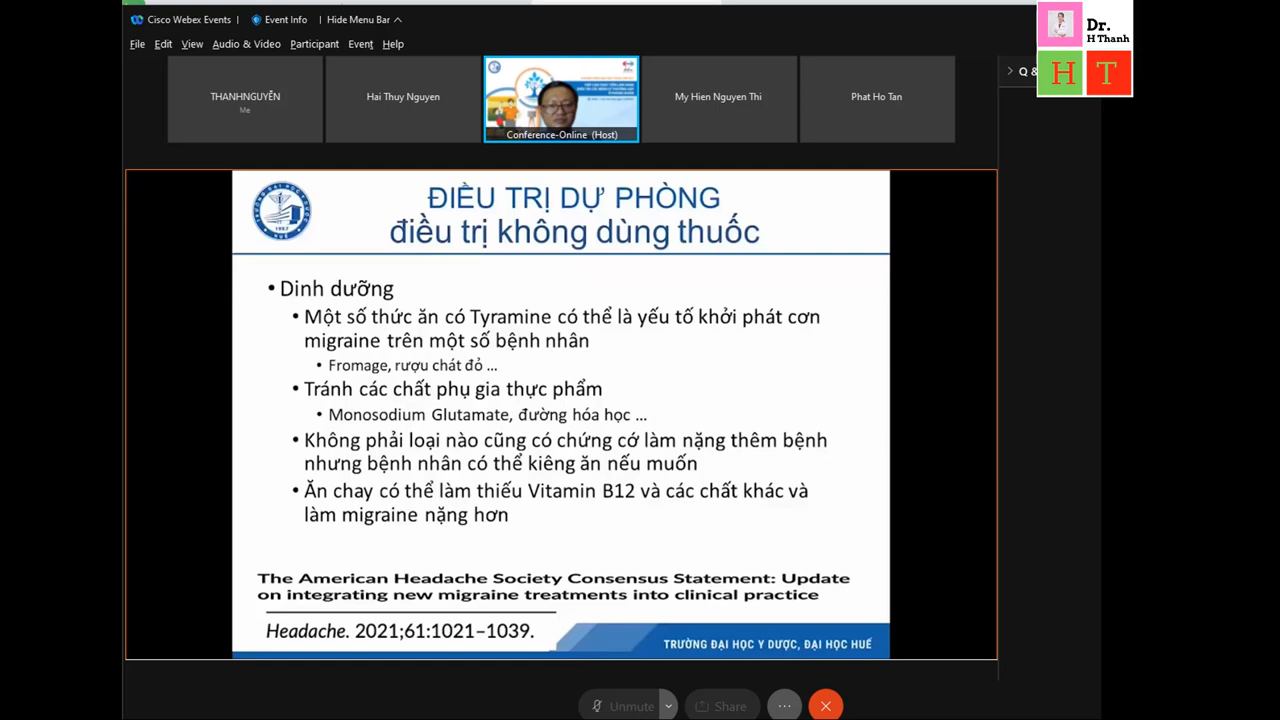 Cisco Webex Events
Event Info
Hide Menu Bar
File Edit View Audio & Video Participant Event Help
Dr.
H Thanh
H T
Q &
THANHNGUYỄN
Me
Hai Thuy Nguyen
Conference-Online (Host)
My Hien Nguyen Thi
Phat Ho Tan
ĐIỀU TRỊ DỰ PHÒNG
điều trị không dùng thuốc
• Dinh dưỡng
• Một số thức ăn có Tyramine có thể là yếu tố khởi phát cơn
migraine trên một số bệnh nhân
• Fromage, rượu chát đỏ ...
• Tránh các chất phụ gia thực phẩm
• Monosodium Glutamate, đường hóa học ...
• Không phải loại nào cũng có chứng cớ làm nặng thêm bệnh
nhưng bệnh nhân có thể kiêng ăn nếu muốn
• Ăn chay có thể làm thiếu Vitamin B12 và các chất khác và
làm migraine nặng hơn
The American Headache Society Consensus Statement: Update
on integrating new migraine treatments into clinical practice
Headache. 2021;61:1021–1039.
TRƯỜNG ĐẠI HỌC Y DƯỢC, ĐẠI HỌC HUẾ
Unmute
Share